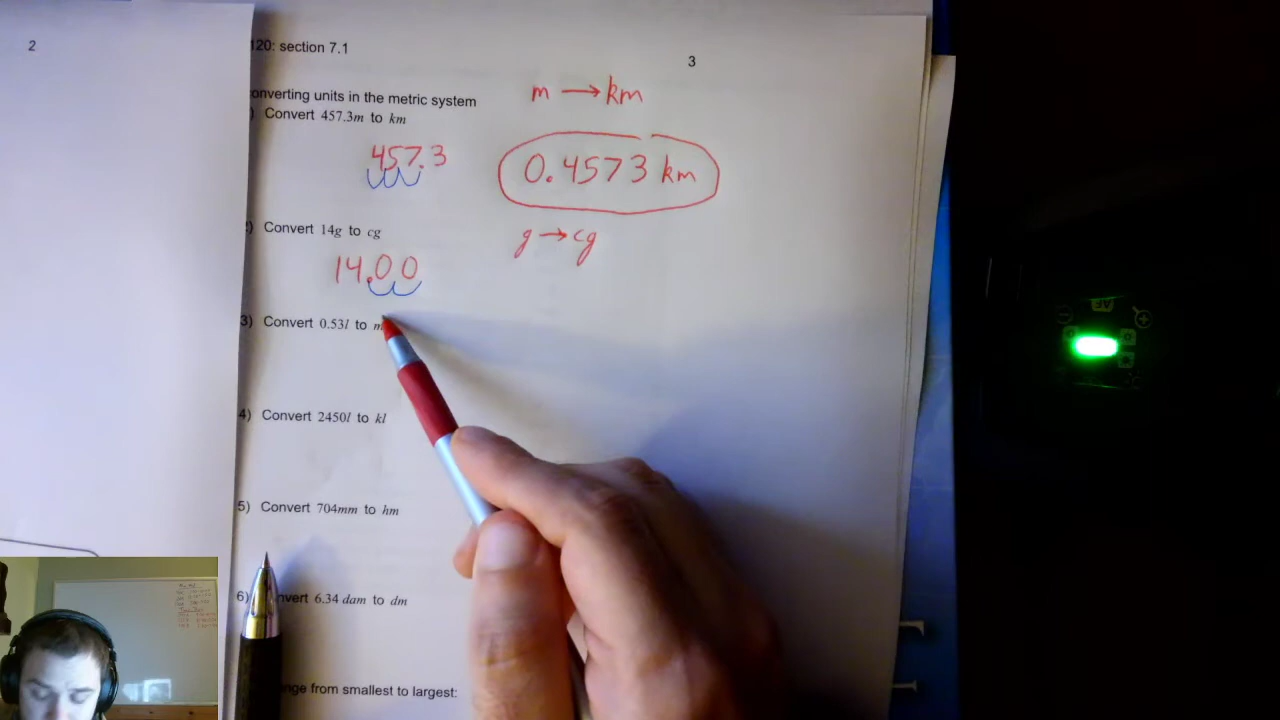 2
120: section 7.1
3
onverting units in the metric system
m → km
) Convert 457.3m to km
457.3
0.4573 km
) Convert 14g to cg
g → cg
14.00
3) Convert 0.53l to m
4) Convert 2450l to kl
5) Convert 704mm to hm
6) nvert 6.34 dam to dm
nge from smallest to largest:
AF